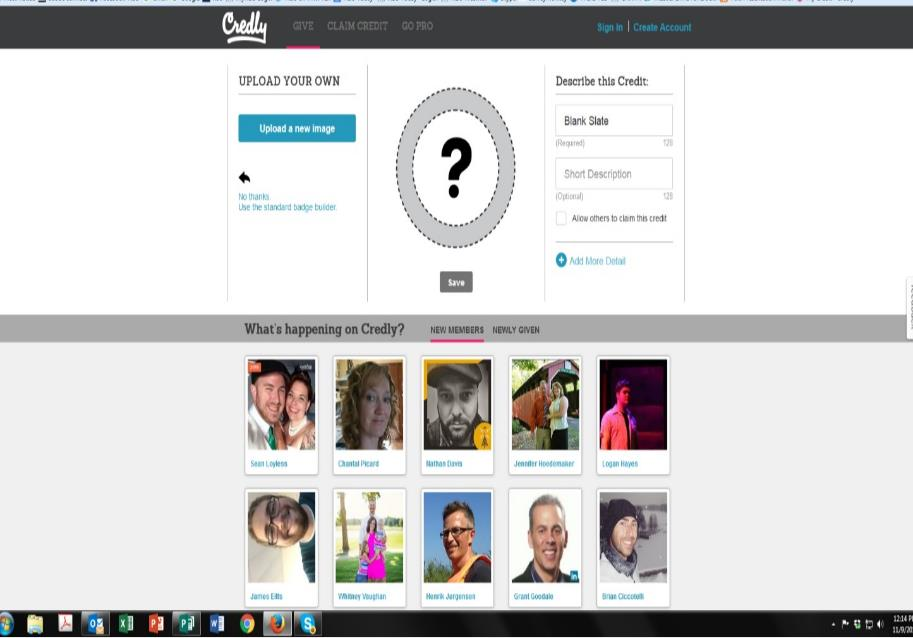 Credly
GIVE CLAIM CREDIT GO PRO
Sign In | Create Account
UPLOAD YOUR OWN
Upload a new image
No thanks.
Use the standard badge builder.
?
Save
Describe this Credit:
Blank Slate
(Required) 128
Short Description
(Optional) 128
Allow others to claim this credit
Add More Detail
What's happening on Credly? NEW MEMBERS NEWLY GIVEN
Sean Loyless Chantal Picard Nathan Davis Jennifer Hoedemaker Logan Hayes
James Ellis Whitney Vaughan Henrik Jørgensen Grant Goodale Brian Ciccotelli
12:14 P
11/9/20